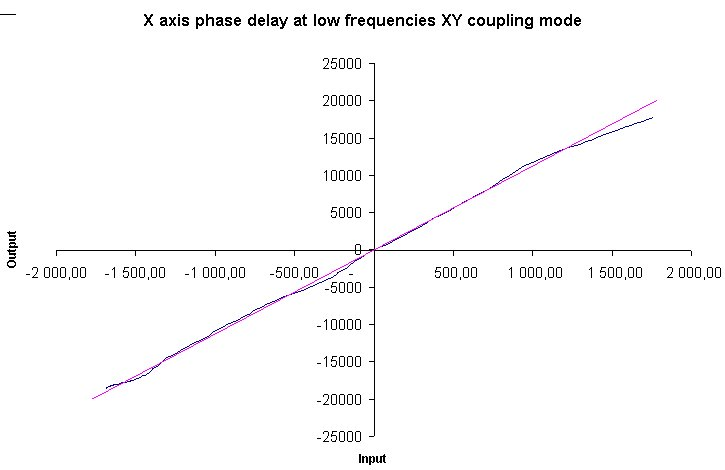 X axis phase delay at low frequencies XY coupling mode
25000
20000
15000
10000
5000
0
-5000
-10000
-15000
-20000
-25000
-2 000,00 -1 500,00 -1 000,00 -500,00 - 500,00 1 000,00 1 500,00 2 000,00
Output
Input